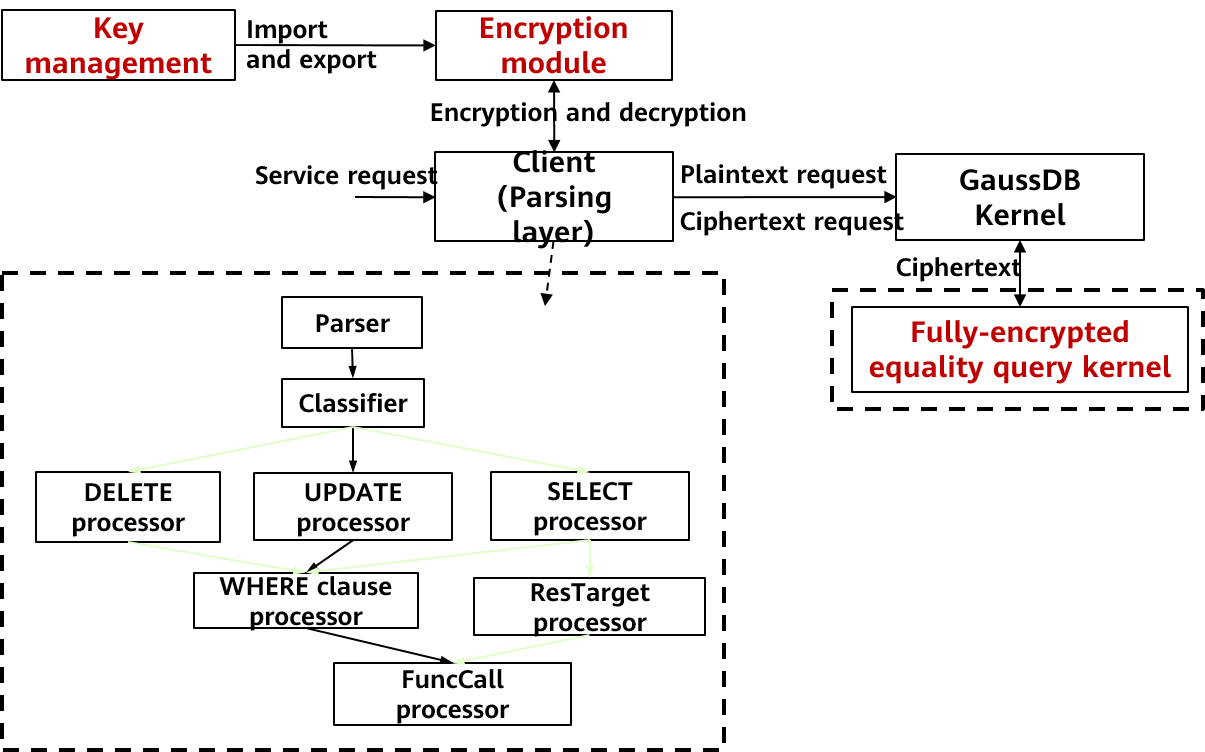 Key
management
Import
and export
Encryption
module
Encryption and decryption
Service request
Client
(Parsing
layer)
Plaintext request
Ciphertext request
GaussDB
Kernel
Ciphertext
Fully-encrypted
equality query kernel
Parser
Classifier
DELETE
processor
UPDATE
processor
SELECT
processor
WHERE clause
processor
ResTarget
processor
FuncCall
processor